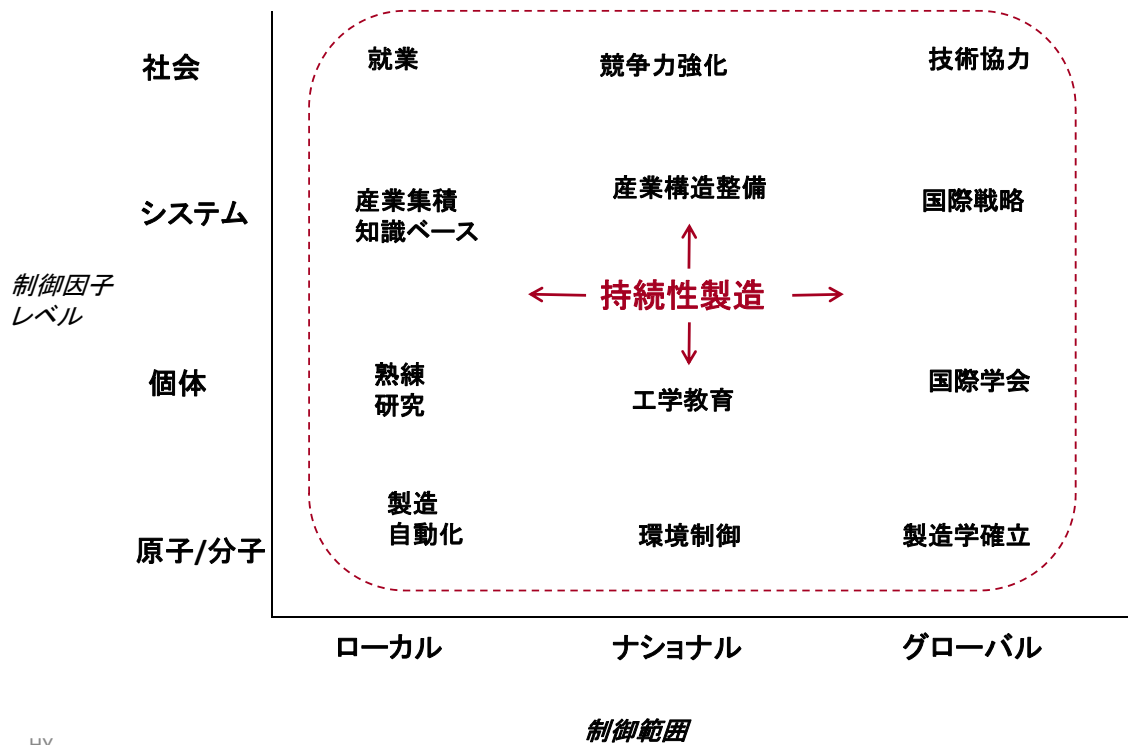 社会
就業
競争力強化
技術協力
システム
産業集積
知識ベース
産業構造整備
国際戦略
制御因子
レベル
持続性製造
個体
熟練
研究
工学教育
国際学会
原子/分子
製造
自動化
環境制御
製造学確立
ローカル
ナショナル
グローバル
制御範囲
HY